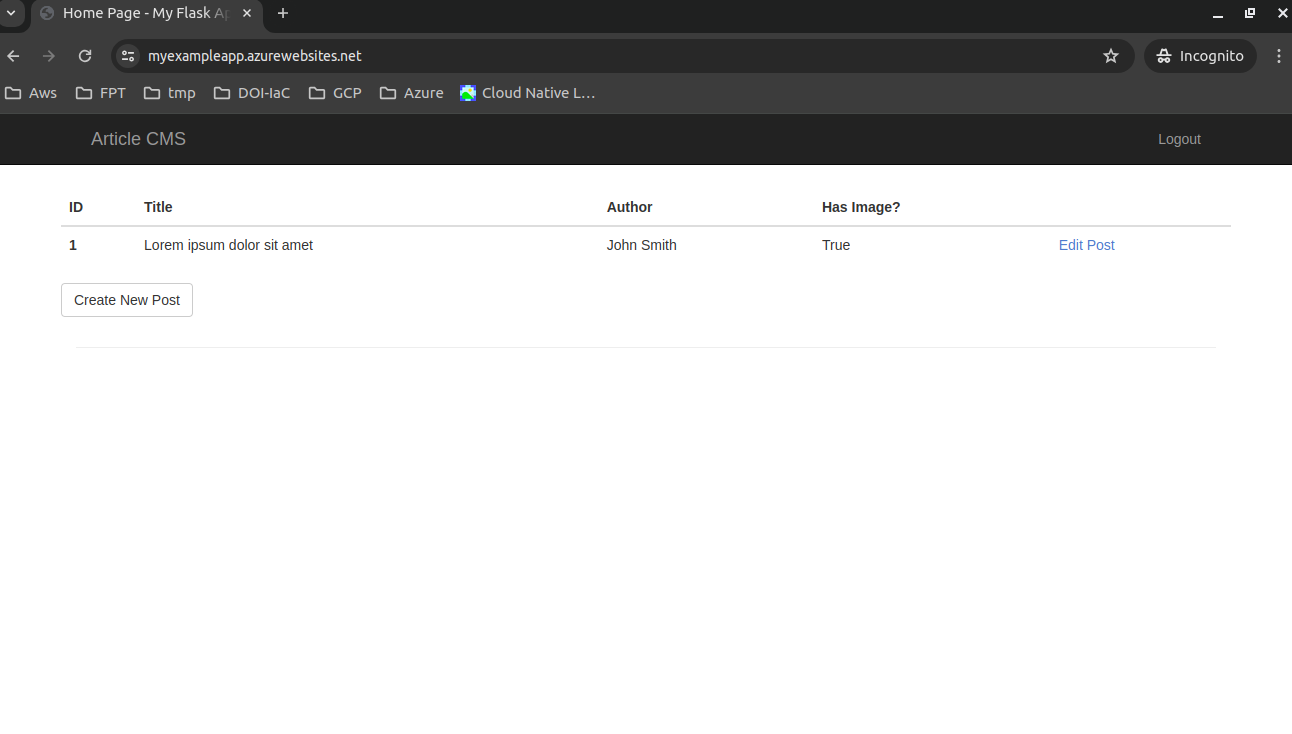 Home Page - My Flask Ap
myexampleapp.azurewebsites.net Incognito
Aws FPT tmp DOI-IaC GCP Azure Cloud Native L...
Article CMS Logout
ID Title Author Has Image?
1 Lorem ipsum dolor sit amet John Smith True Edit Post
Create New Post